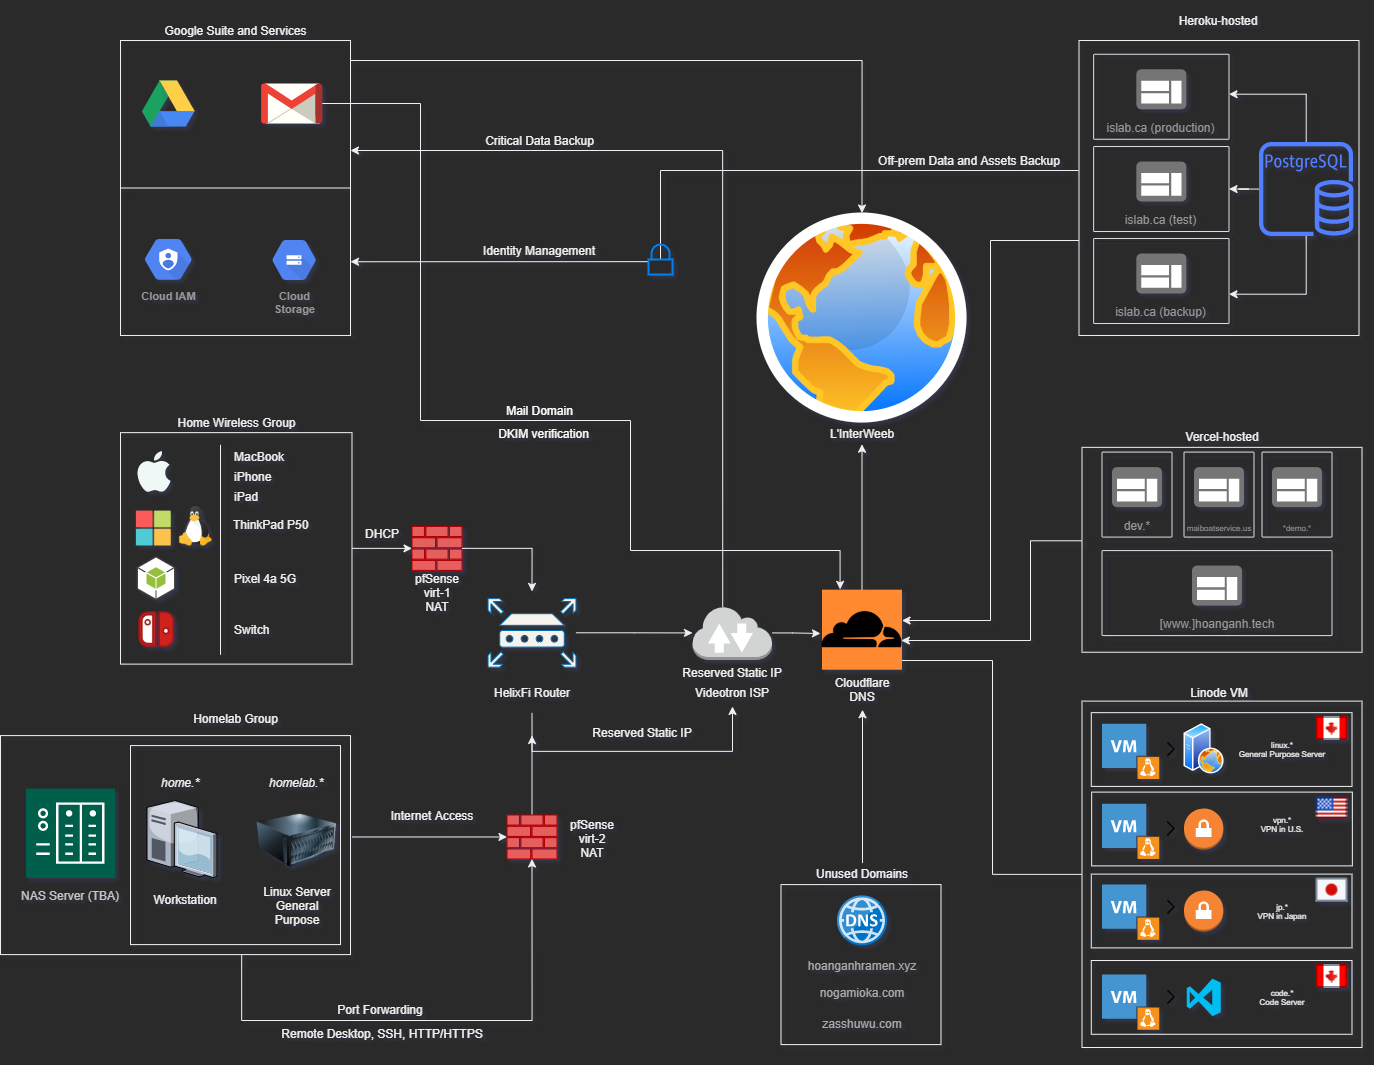 Google Suite and Services
Heroku-hosted
islab.ca (production)
Critical Data Backup
Off-prem Data and Assets Backup
PostgreSQL
islab.ca (test)
Identity Management
Cloud IAM
Cloud
Storage
islab.ca (backup)
Mail Domain
DKIM verification
L'InterWeeb
Home Wireless Group
MacBook
iPhone
iPad
ThinkPad P50
Pixel 4a 5G
Switch
DHCP
pfSense
virt-1
NAT
Vercel-hosted
dev.*
maiboatservice.us
*demo.*
[www.]hoanganh.tech
HelixFi Router
Reserved Static IP
Videotron ISP
Cloudflare
DNS
Reserved Static IP
Homelab Group
home.*
homelab.*
NAS Server (TBA)
Workstation
Linux Server
General
Purpose
Internet Access
pfSense
virt-2
NAT
Port Forwarding
Remote Desktop, SSH, HTTP/HTTPS
Unused Domains
DNS
hoanganhramen.xyz
nogamioka.com
zasshuwu.com
Linode VM
VM
linux.*
General Purpose Server
VM
vpn.*
VPN in U.S.
VM
jp.*
VPN in Japan
VM
code.*
Code Server